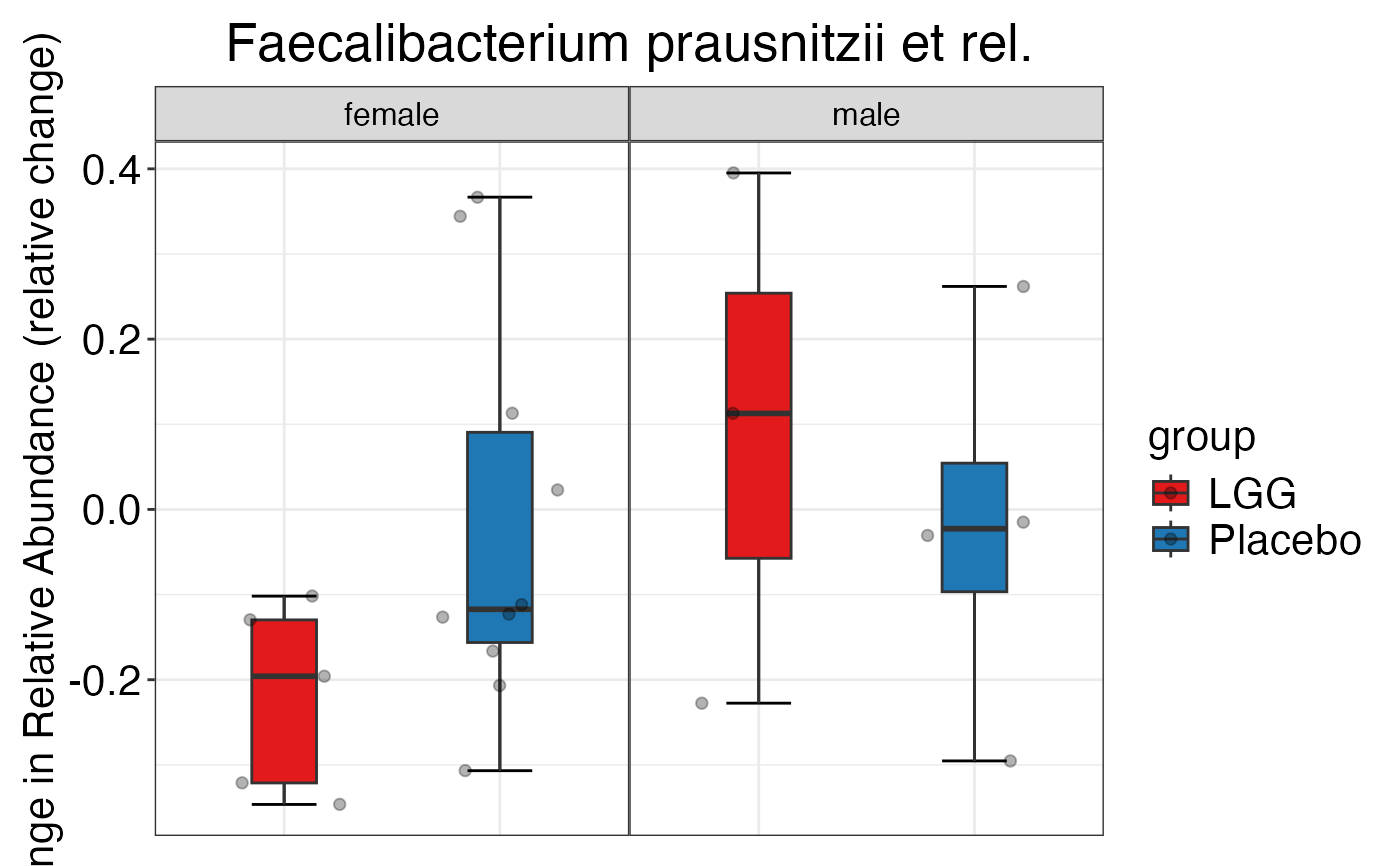 Faecalibacterium prausnitzii et rel.
female
male
nge in Relative Abundance (relative change)
0.4
0.2
0.0
-0.2
group
LGG
Placebo